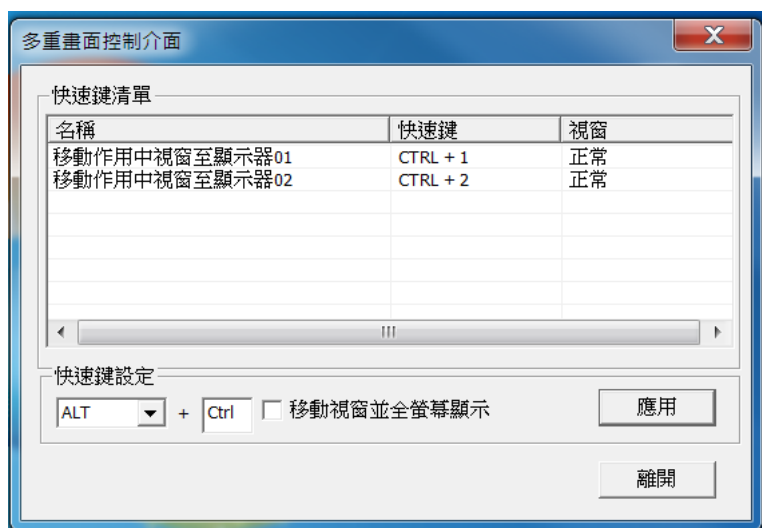 多重畫面控制介面
快速鍵清單
名稱 快速鍵 視窗
移動作用中視窗至顯示器01 CTRL + 1 正常
移動作用中視窗至顯示器02 CTRL + 2 正常
快速鍵設定
ALT + Ctrl 移動視窗並全螢幕顯示 應用
離開